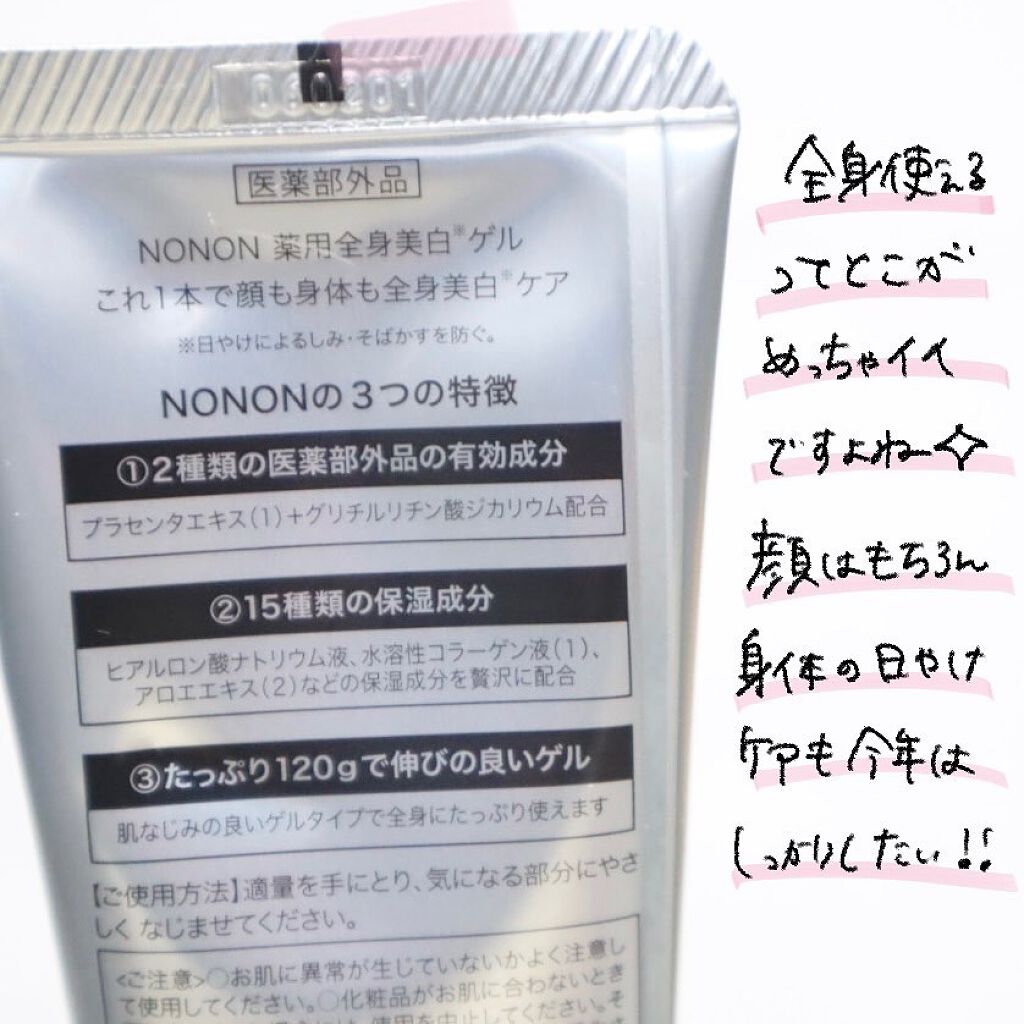 060201
医薬部外品
NONON 薬用全身美白※ゲル
これ1本で顔も身体も全身美白※ケア
※日やけによるしみ・そばかすを防ぐ。
NONONの3つの特徴
①2種類の医薬部外品の有効成分
プラセンタエキス(1)+グリチルリチン酸ジカリウム配合
②15種類の保湿成分
ヒアルロン酸ナトリウム液、水溶性コラーゲン液(1)、
アロエエキス(2)などの保湿成分を贅沢に配合
③たっぷり120gで伸びの良いゲル
肌なじみの良いゲルタイプで全身にたっぷり使えます
【ご使用方法】適量を手にとり、気になる部分にやさ
しく なじませてください。
<ご注意>○お肌に異常が生じていないかよく注意し
て使用してください。○化粧品がお肌に合わないとき
は、使用を中止してください。そ
全身使える
ってとこが
めっちゃイイ
ですよねー✧
顔はもちろん
身体の日やけ
ケアも今年は
しっかりしたい!!